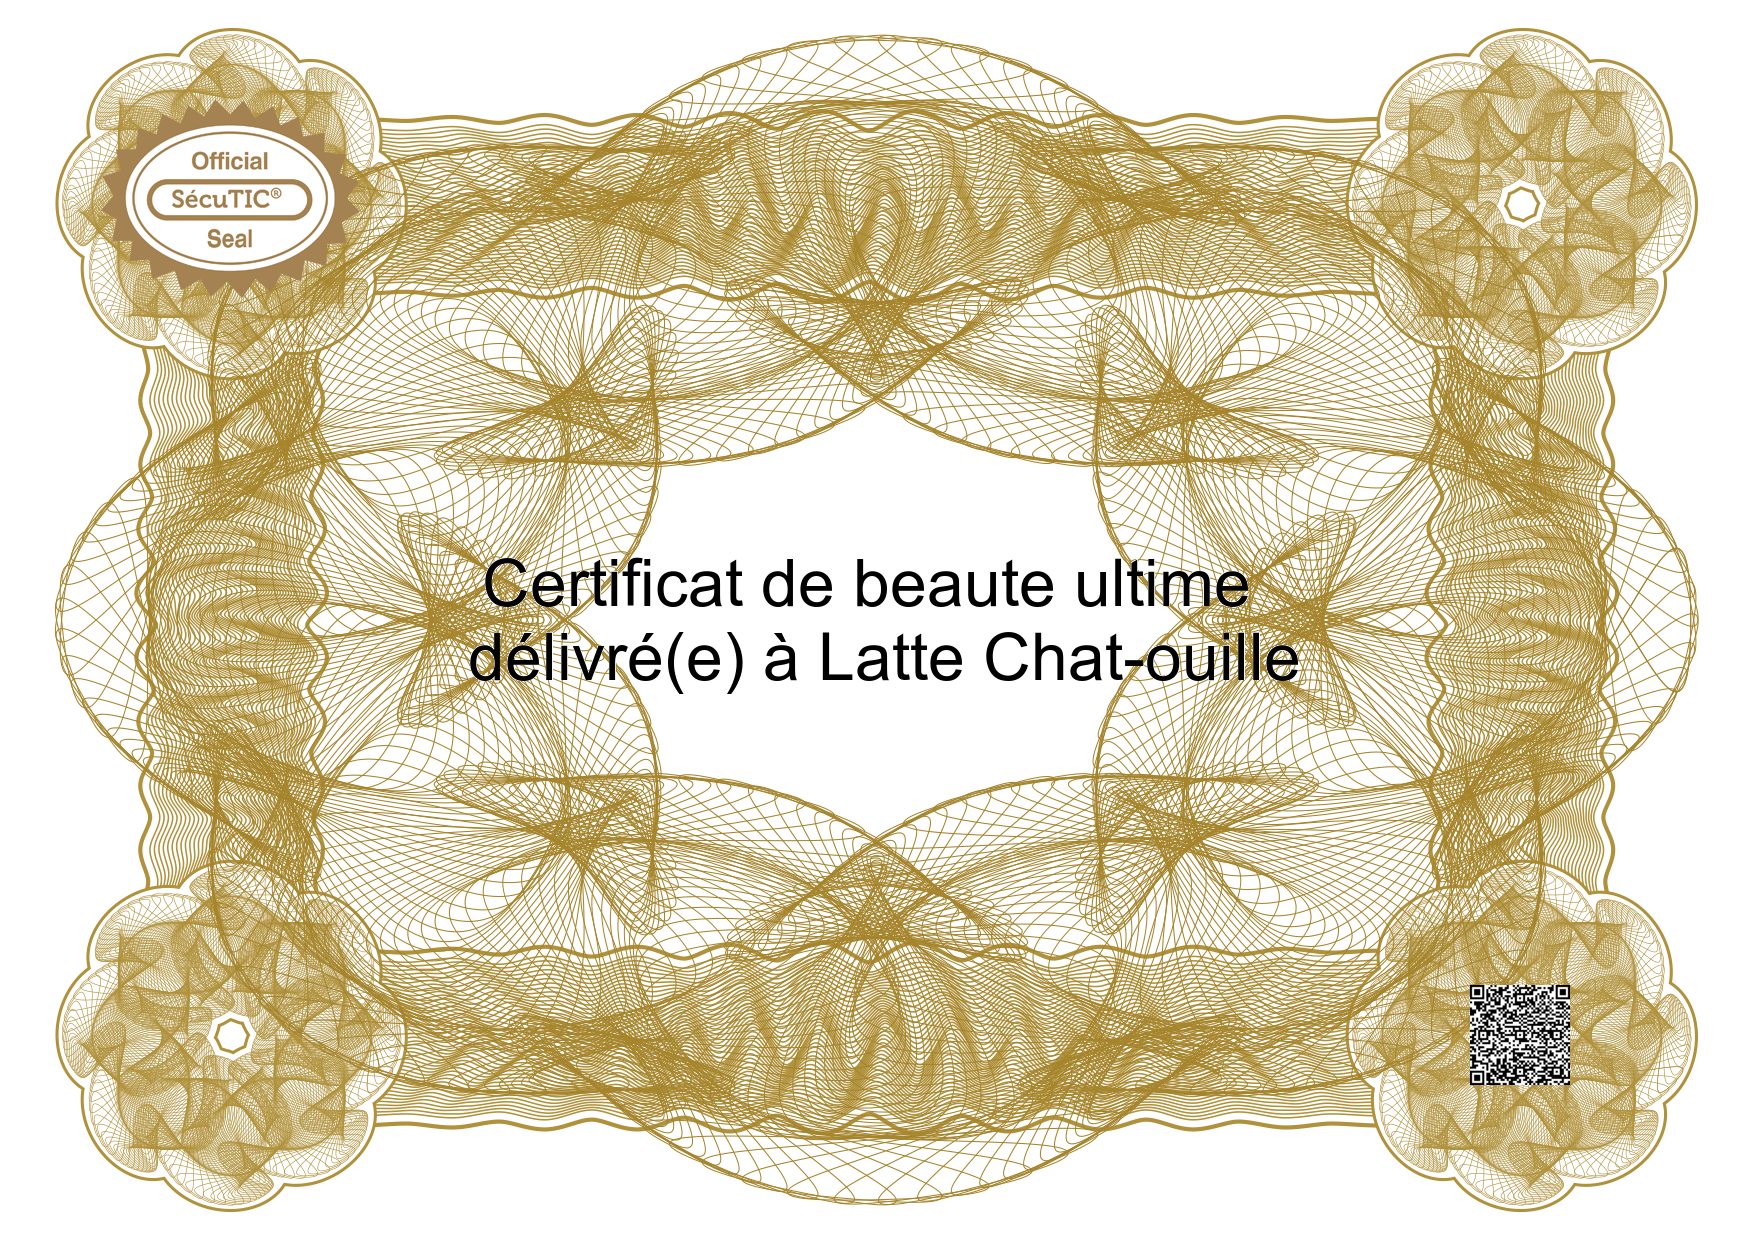 Official
SécuTIC®
Seal
Certificat de beaute ultime
délivré(e) à Latte Chat-ouille